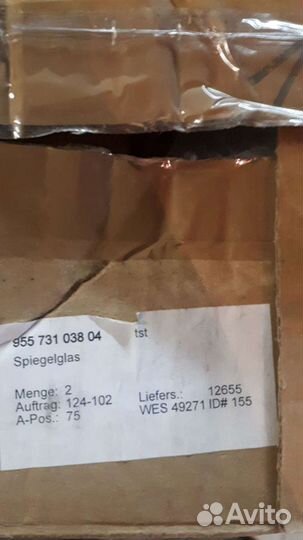 955 731 038 04 tst
Spiegelglas
Menge: 2 Liefers.: 12655
Auftrag: 124-102 WES 49271 ID# 155
A-Pos.: 75
Avito